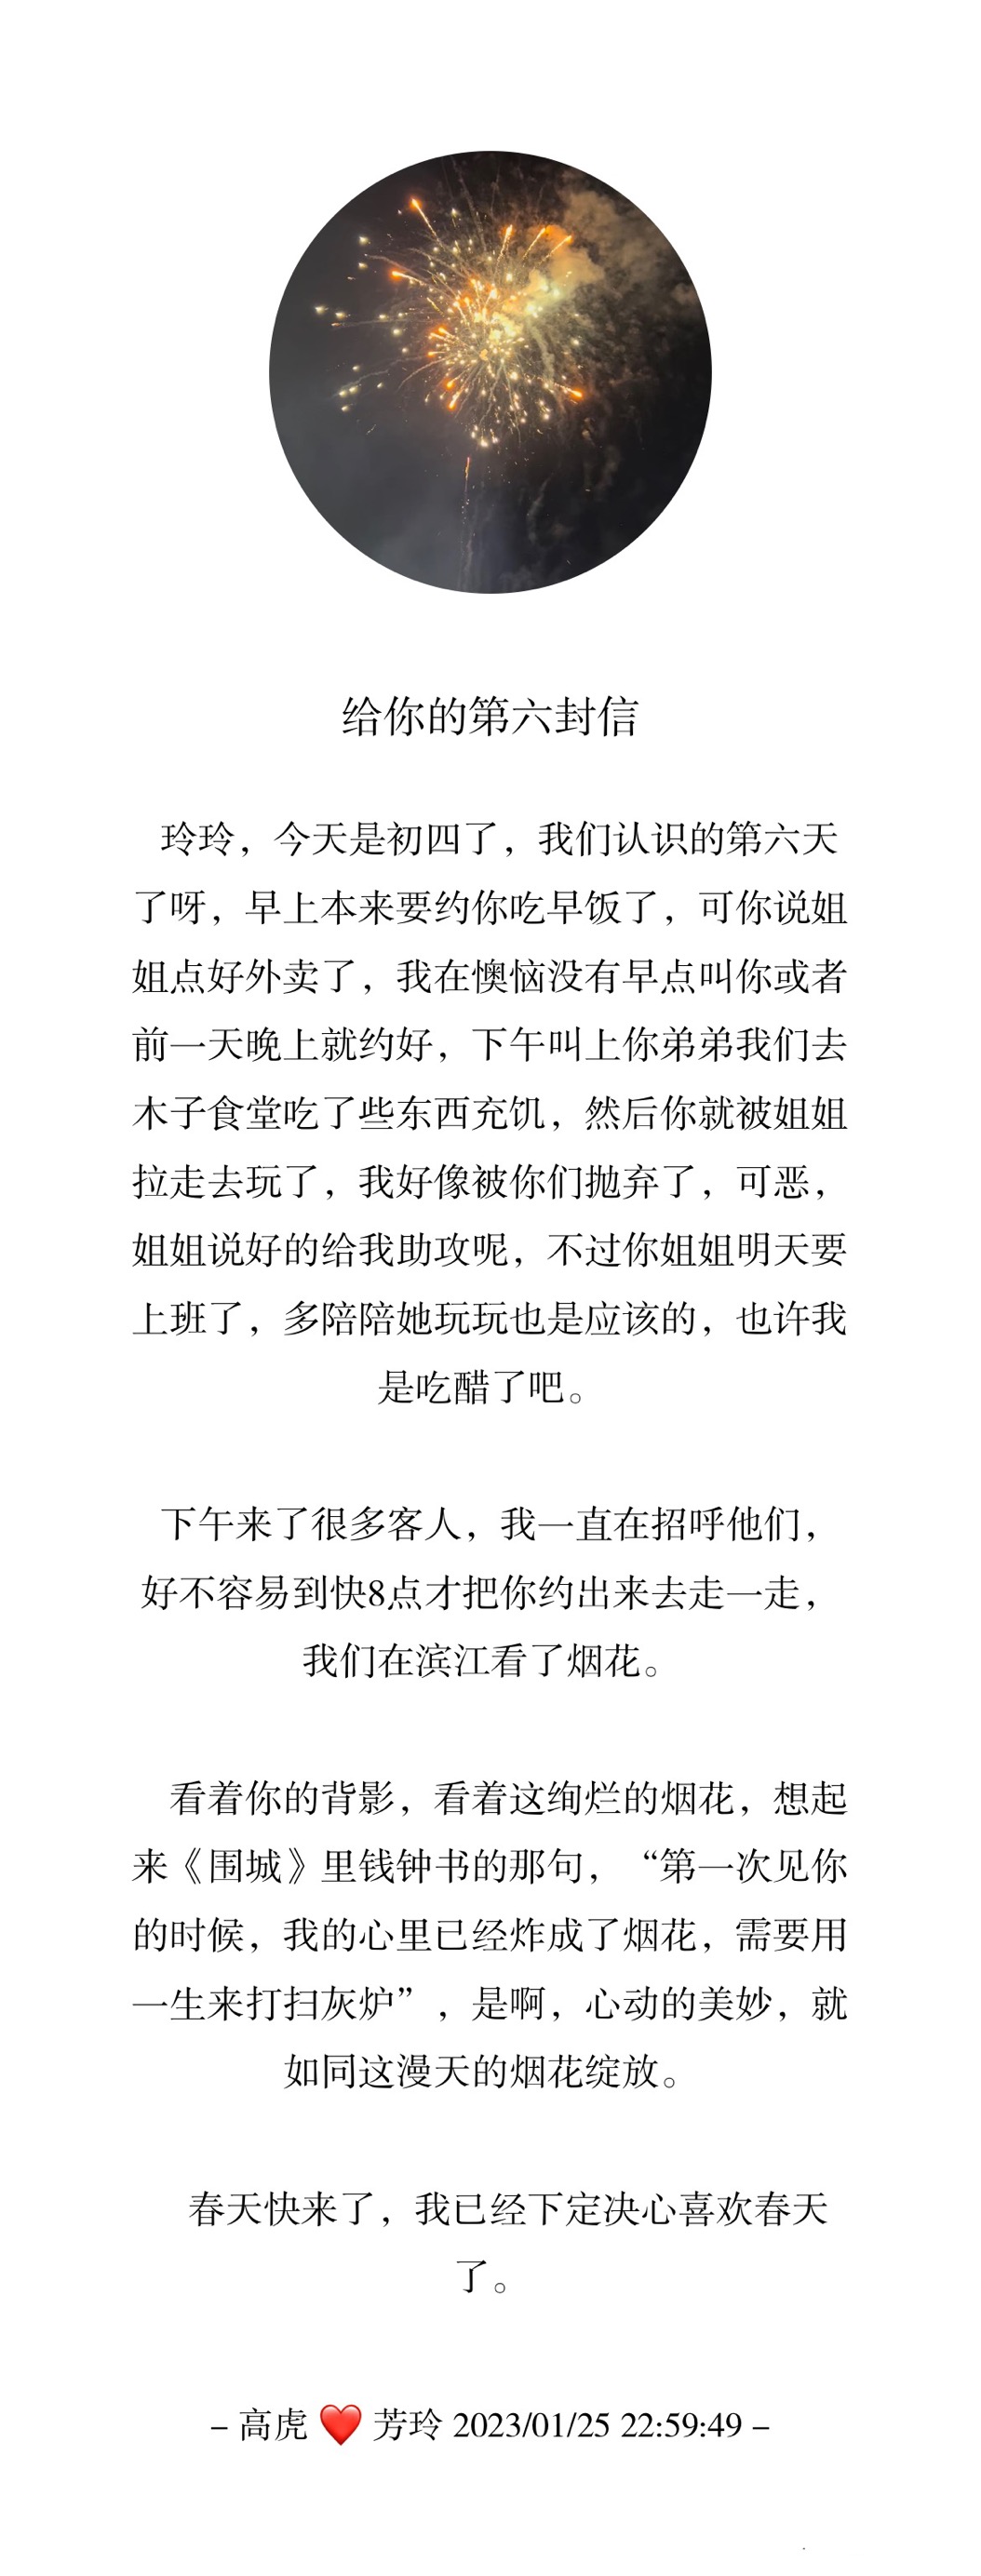 给你的第六封信
玲玲，今天是初四了，我们认识的第六天
了呀，早上本来要约你吃早饭了，可你说姐
姐点好外卖了，我在懊恼没有早点叫你或者
前一天晚上就约好，下午叫上你弟弟我们去
木子食堂吃了些东西充饥，然后你就被姐姐
拉走去玩了，我好像被你们抛弃了，可恶，
姐姐说好的给我助攻呢，不过你姐姐明天要
上班了，多陪陪她玩玩也是应该的，也许我
是吃醋了吧。
下午来了很多客人，我一直在招呼他们，
好不容易到快8点才把你约出来去走一走，
我们在滨江看了烟花。
看着你的背影，看着这绚烂的烟花，想起
来《围城》里钱钟书的那句，“第一次见你
的时候，我的心里已经炸成了烟花，需要用
一生来打扫灰炉”，是啊，心动的美妙，就
如同这漫天的烟花绽放。
春天快来了，我已经下定决心喜欢春天
了。
– 高虎 ❤️ 芳玲 2023/01/25 22:59:49 –